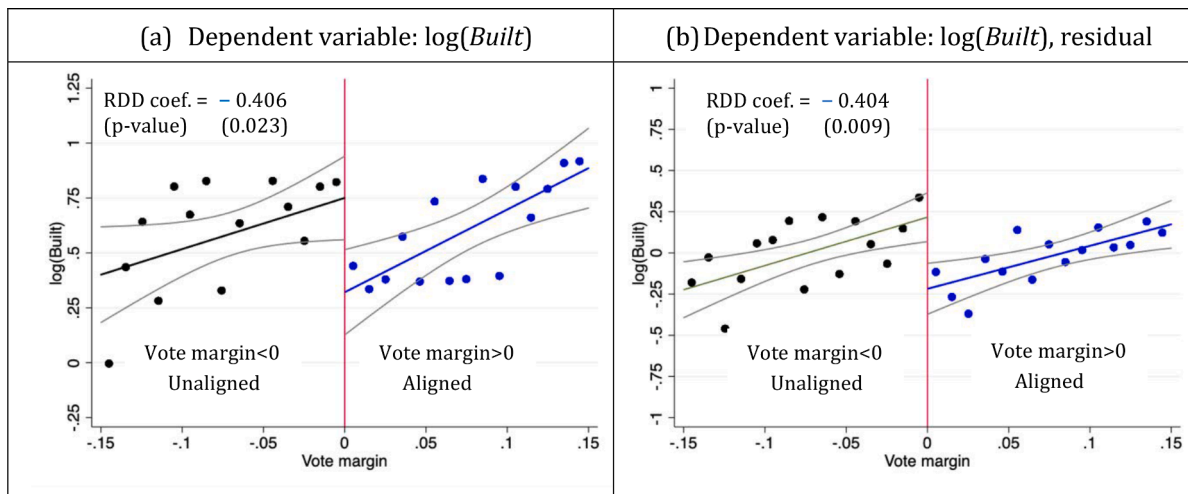 (a) Dependent variable: log(Built)
RDD coef. = − 0.406
(p-value) (0.023)
log(Built)
1.25
1
.75
.5
.25
0
-.25
Vote margin<0
Unaligned
Vote margin>0
Aligned
-.15 -.1 -.05 0 .05 .1 .15
Vote margin
(b) Dependent variable: log(Built), residual
RDD coef. = − 0.404
(p-value) (0.009)
log(Built)
1
.75
.5
.25
0
-.25
-.5
-.75
-1
Vote margin<0
Unaligned
Vote margin>0
Aligned
-.15 -.1 -.05 0 .05 .1 .15
Vote margin